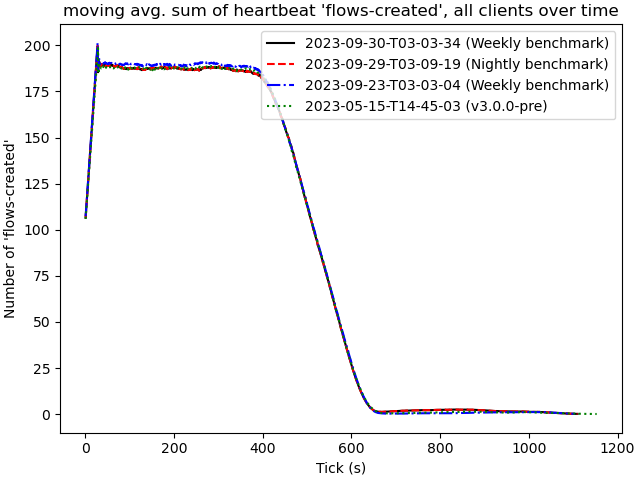 moving avg. sum of heartbeat 'flows-created', all clients over time
2023-09-30-T03-03-34 (Weekly benchmark)
2023-09-29-T03-09-19 (Nightly benchmark)
2023-09-23-T03-03-04 (Weekly benchmark)
2023-05-15-T14-45-03 (v3.0.0-pre)
Number of 'flows-created'
200
175
150
125
100
75
50
25
0
0 200 400 600 800 1000 1200
Tick (s)